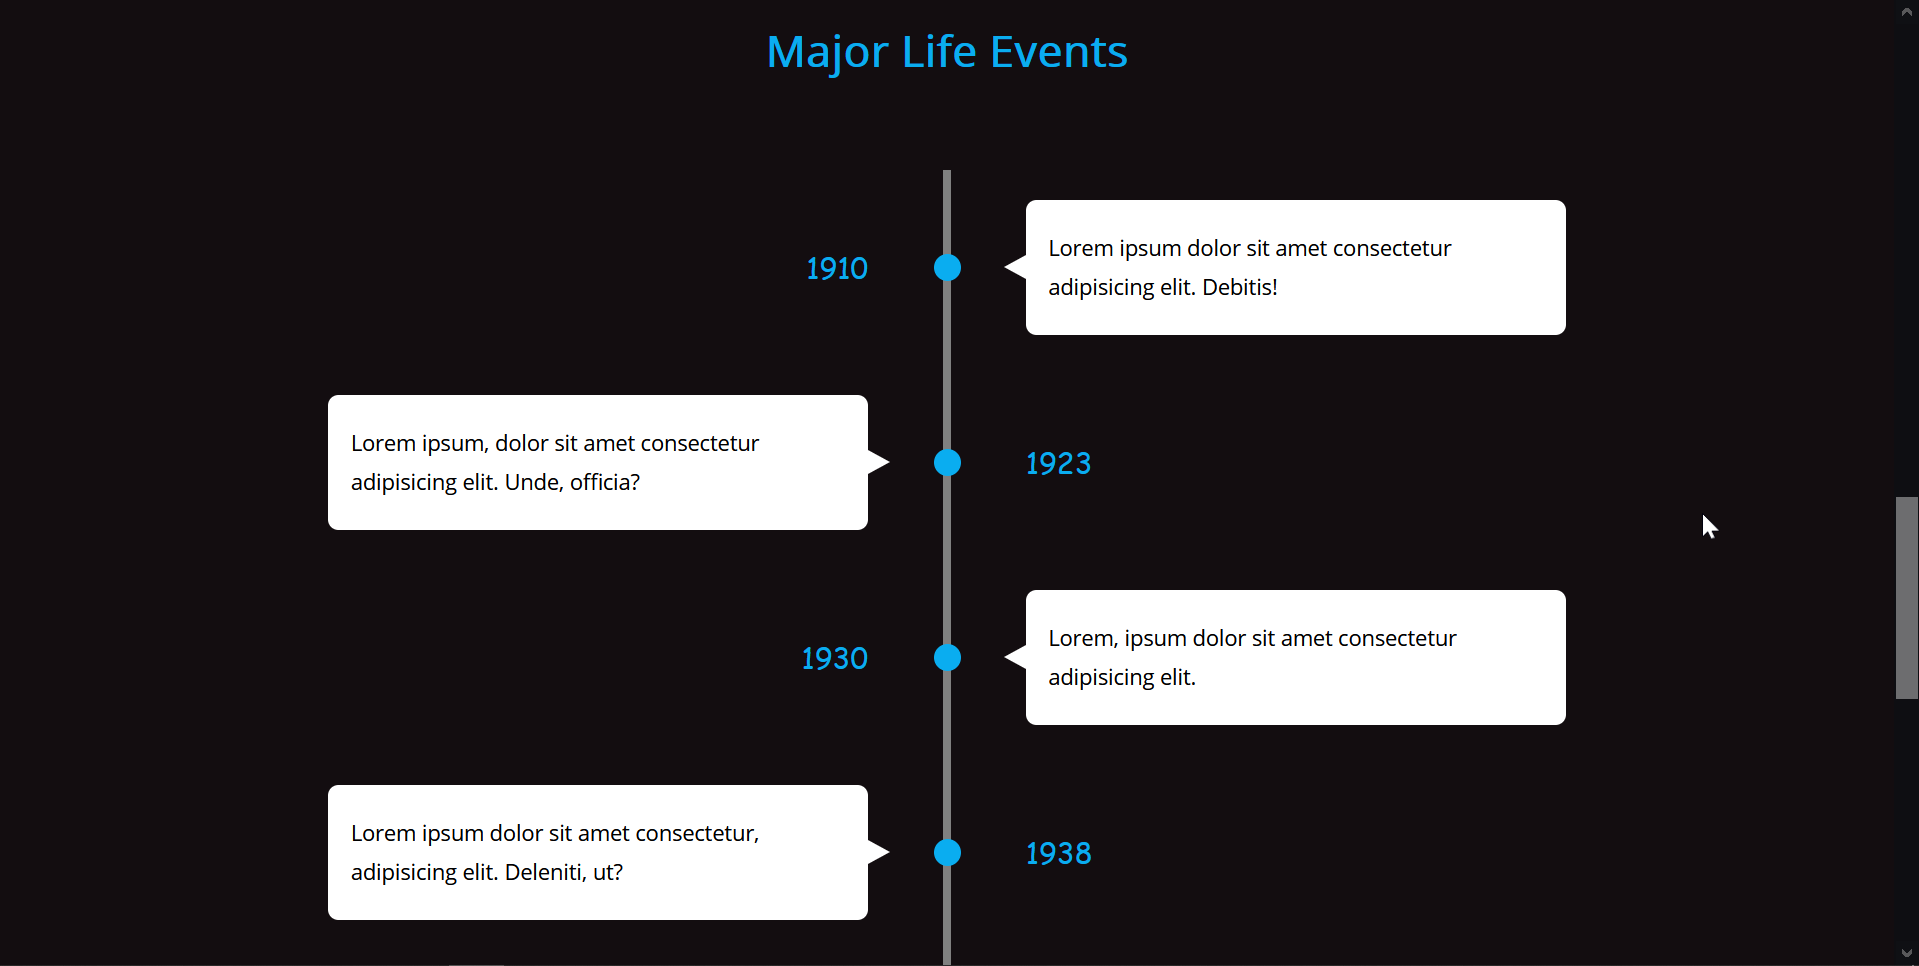 Major Life Events
1910
Lorem ipsum dolor sit amet consectetur
adipisicing elit. Debitis!
Lorem ipsum, dolor sit amet consectetur
adipisicing elit. Unde, officia?
1923
1930
Lorem, ipsum dolor sit amet consectetur
adipisicing elit.
Lorem ipsum dolor sit amet consectetur,
adipisicing elit. Deleniti, ut?
1938